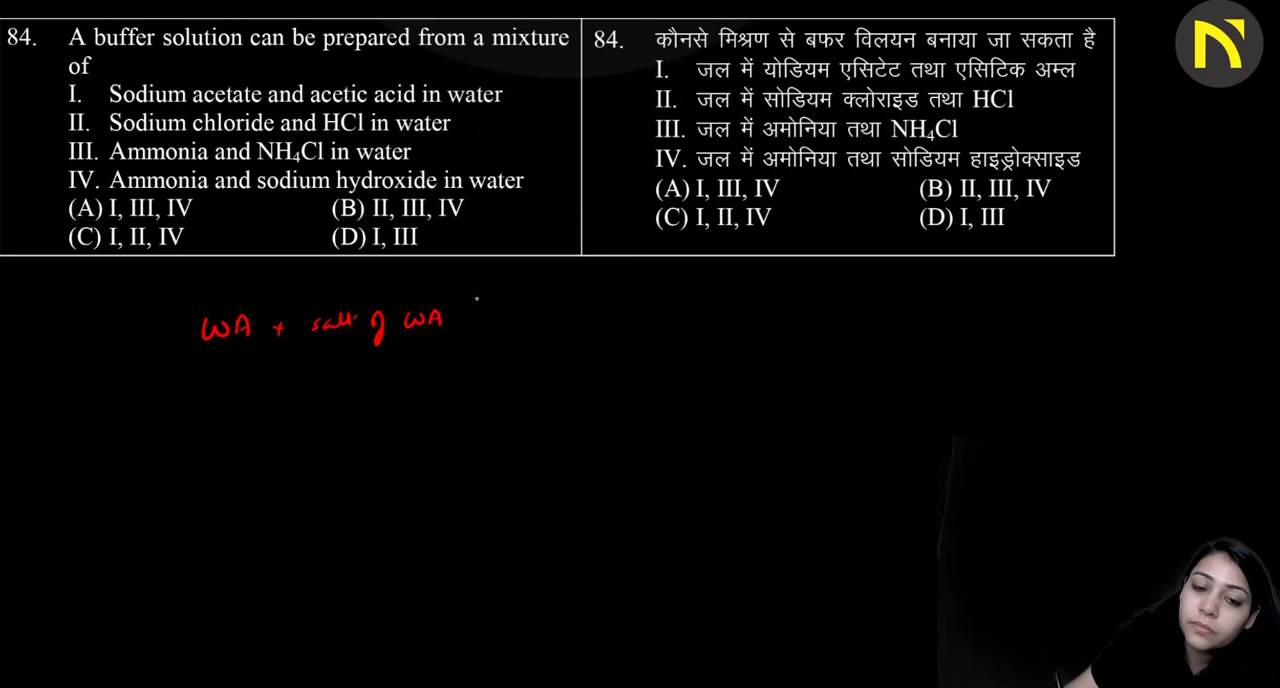 84. A buffer solution can be prepared from a mixture
of
I. Sodium acetate and acetic acid in water
II. Sodium chloride and HCl in water
III. Ammonia and NH₄Cl in water
IV. Ammonia and sodium hydroxide in water
(A) I, III, IV (B) II, III, IV
(C) I, II, IV (D) I, III
84. कौनसे मिश्रण से बफर विलयन बनाया जा सकता है
I. जल में योडियम एसिटेट तथा एसिटिक अम्ल
II. जल में सोडियम क्लोराइड तथा HCl
III. जल में अमोनिया तथा NH₄Cl
IV. जल में अमोनिया तथा सोडियम हाइड्रोक्साइड
(A) I, III, IV (B) II, III, IV
(C) I, II, IV (D) I, III
WA + salt of WA